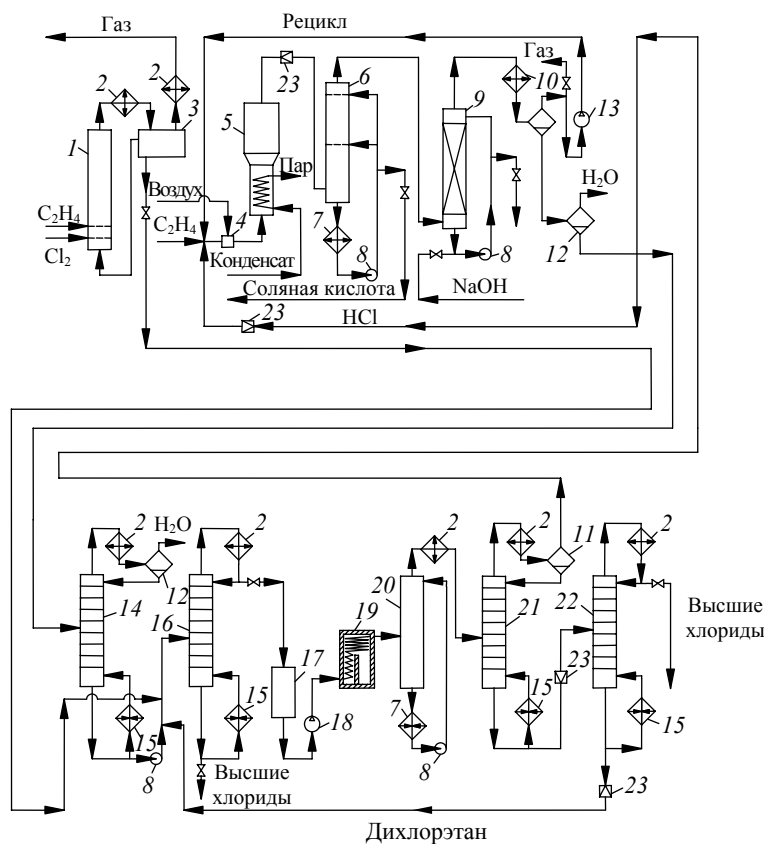 Газ
Рецикл
2
2
3
1
5
23
6
9
10
Газ
13
Пар
Воздух
C₂H₄
Cl₂
C₂H₄
4
Конденсат
7
8
8
H₂O
12
Соляная кислота
NaOH
23
HCl
H₂O
2
2
2
2
11
2
12
14
16
17
18
19
20
21
22
23
Высшие
хлориды
7
15
15
15
15
8
8
Высшие
хлориды
23
Дихлорэтан